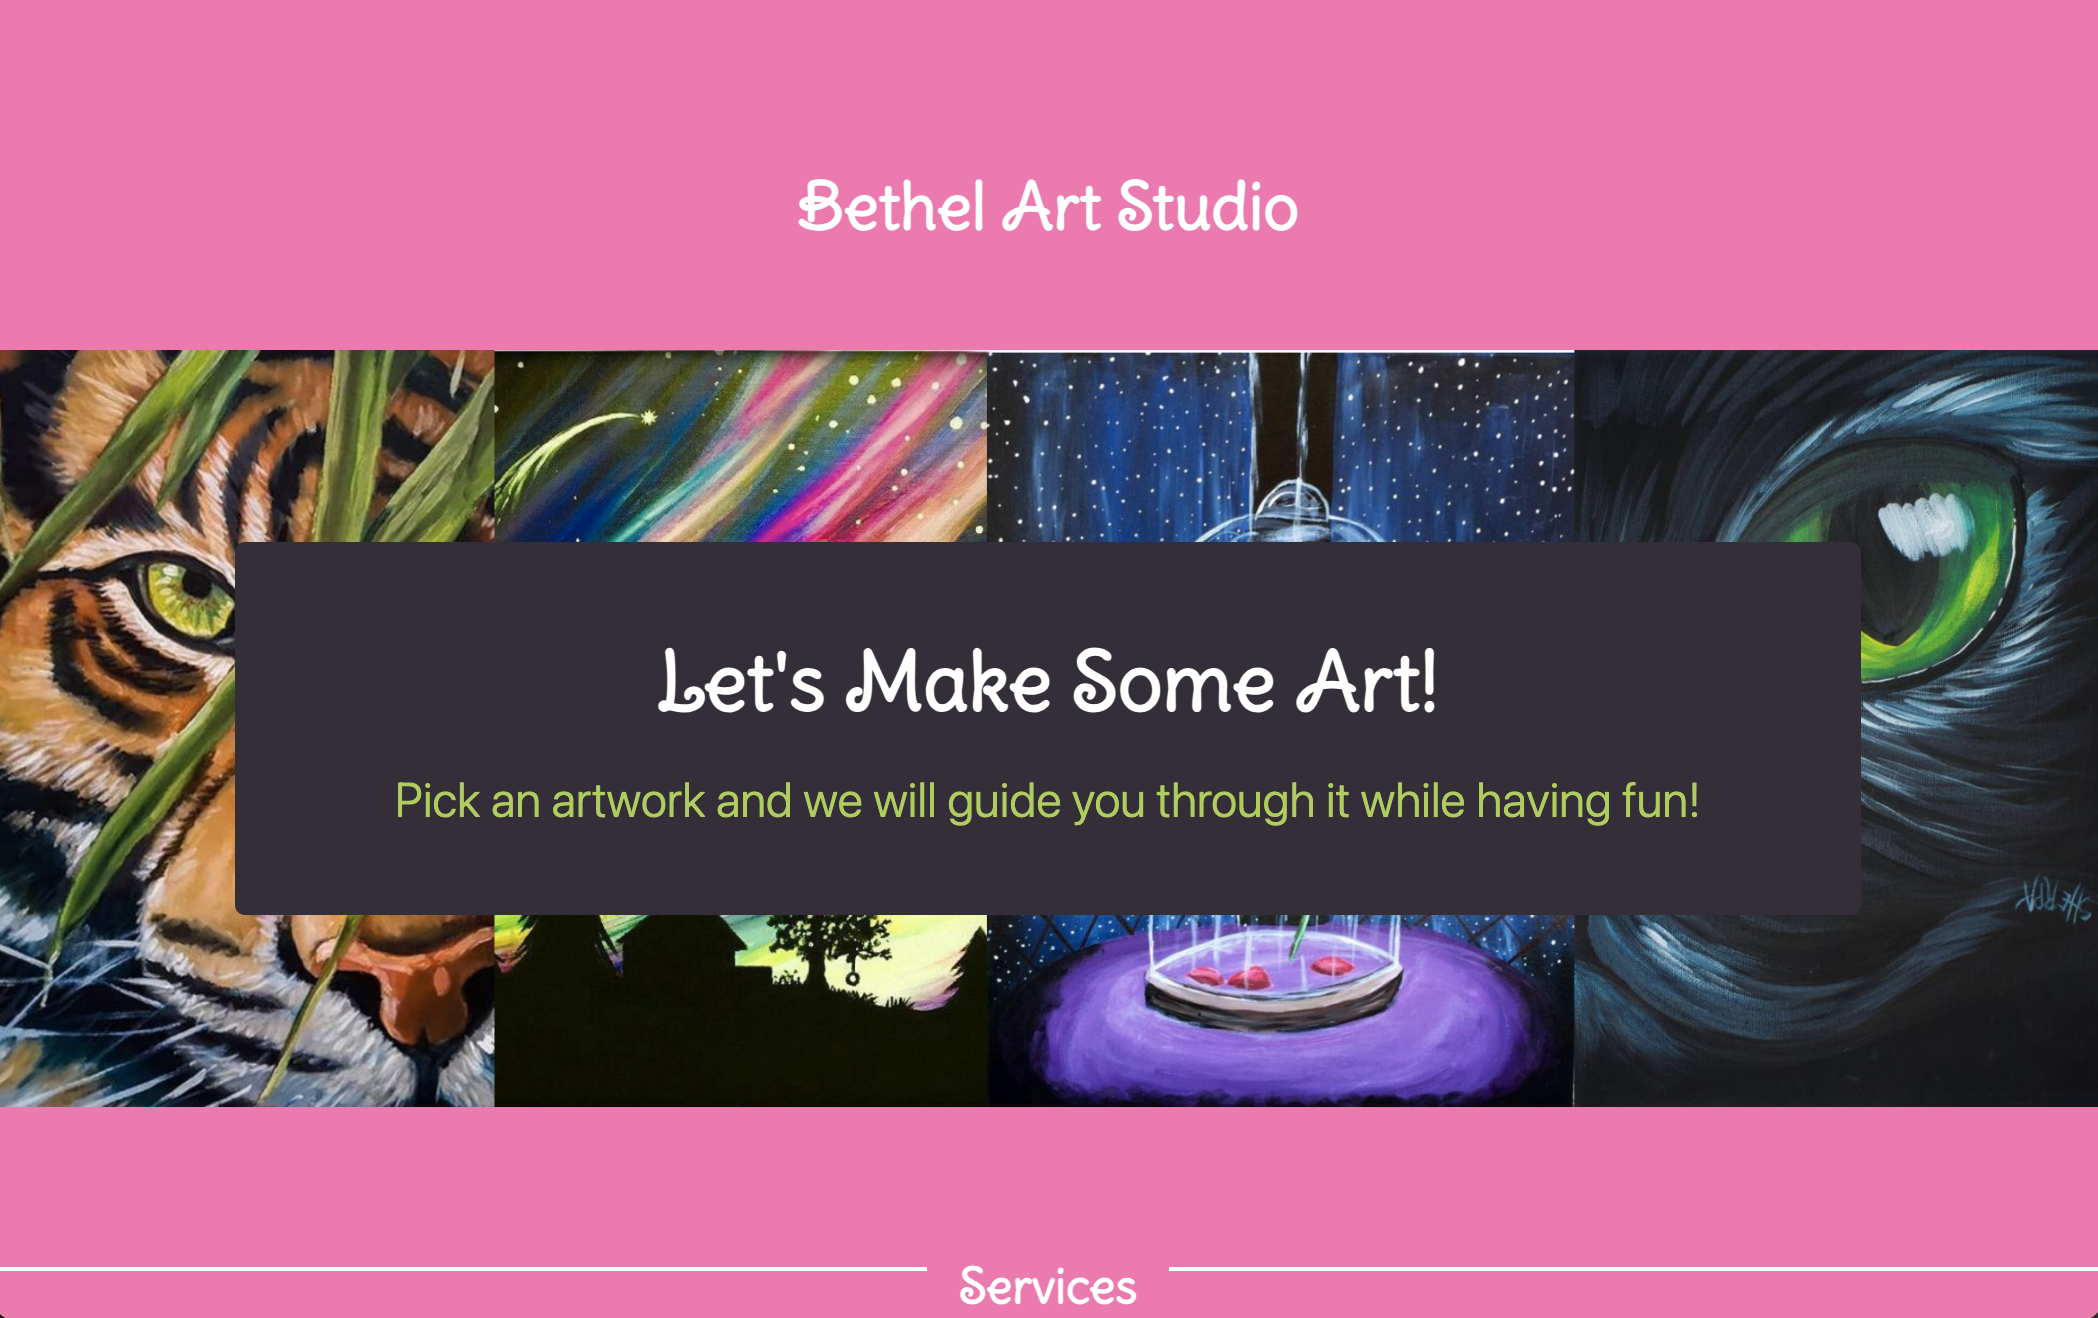 Bethel Art Studio
Let's Make Some Art!
Pick an artwork and we will guide you through it while having fun!
SHERPA
Services